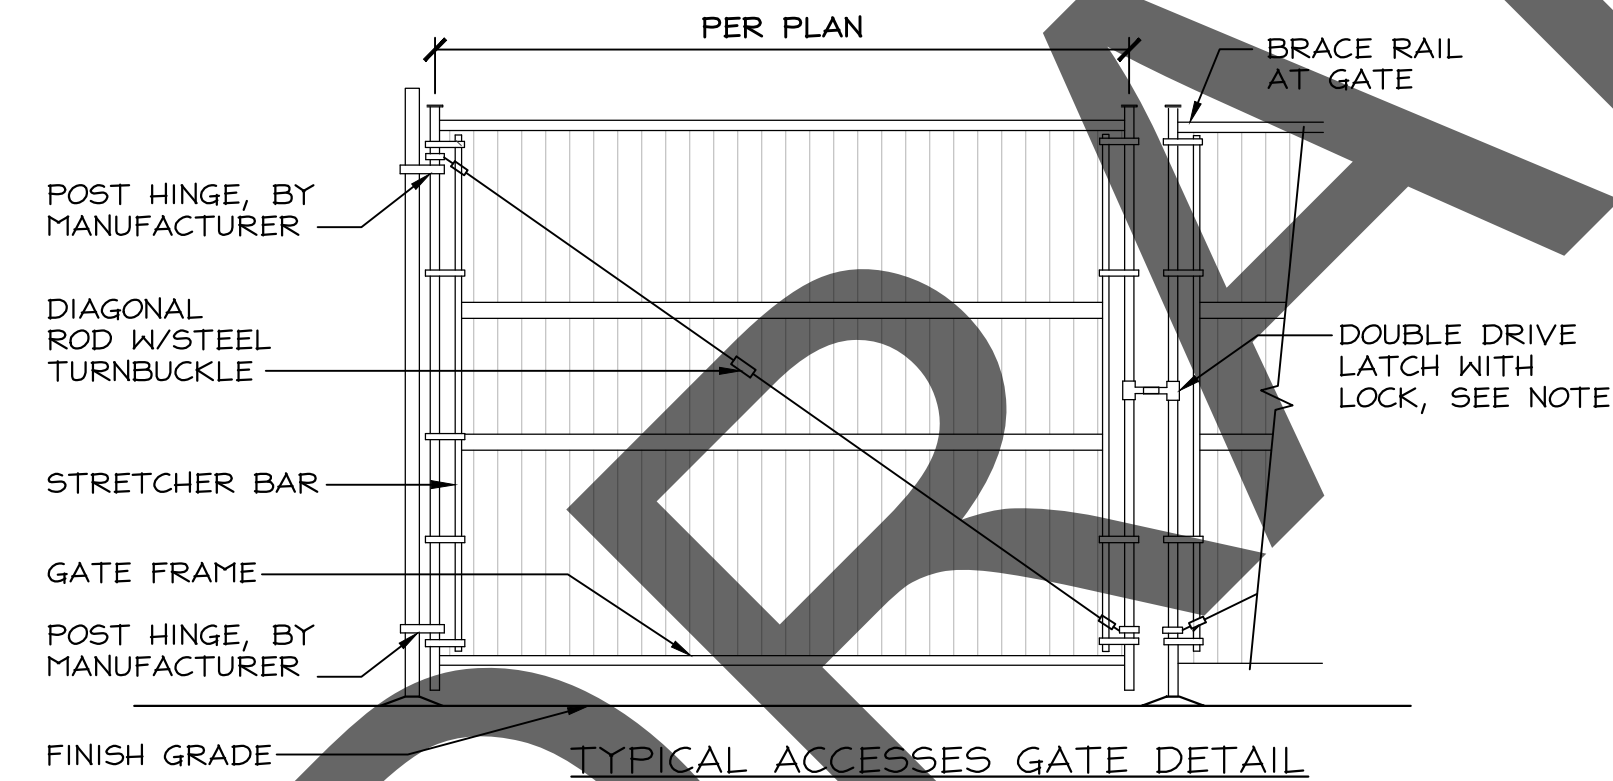 PER PLAN
BRACE RAIL
AT GATE
POST HINGE, BY
MANUFACTURER
DIAGONAL
ROD W/STEEL
TURNBUCKLE
DOUBLE DRIVE
LATCH WITH
LOCK, SEE NOTE
STRETCHER BAR
GATE FRAME
POST HINGE, BY
MANUFACTURER
FINISH GRADE
TYPICAL ACCESSES GATE DETAIL